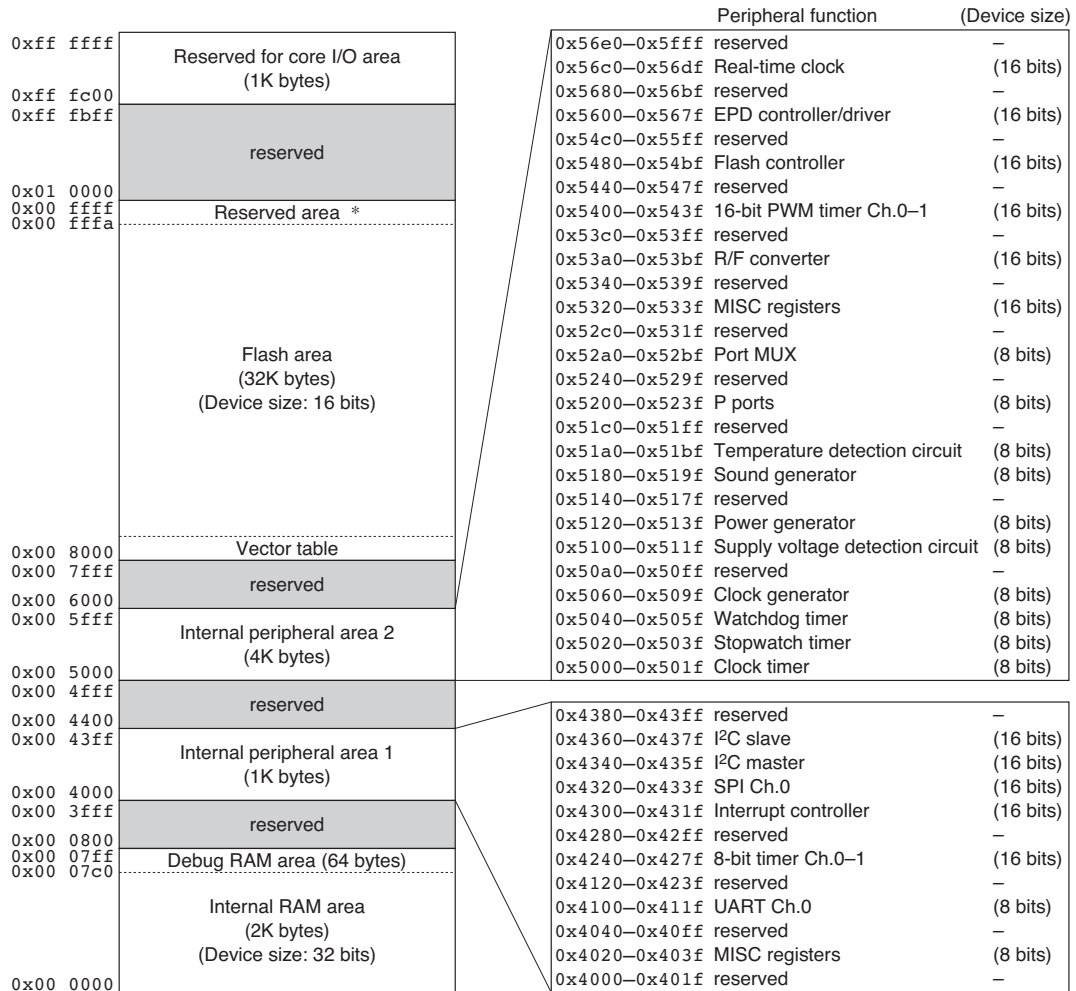 0xff ffff
Reserved for core I/O area
(1K bytes)
0xff fc00
0xff fbff
reserved
0x01 0000
0x00 ffff
Reserved area *
0x00 fffa
Flash area
(32K bytes)
(Device size: 16 bits)
Vector table
0x00 8000
0x00 7fff
reserved
0x00 6000
0x00 5fff
Internal peripheral area 2
(4K bytes)
0x00 5000
0x00 4fff
reserved
0x00 4400
0x00 43ff
Internal peripheral area 1
(1K bytes)
0x00 4000
0x00 3fff
reserved
0x00 0800
0x00 07ff
Debug RAM area (64 bytes)
0x00 07c0
Internal RAM area
(2K bytes)
(Device size: 32 bits)
0x00 0000
Peripheral function (Device size)
0x56e0–0x5fff reserved –
0x56c0–0x56df Real-time clock (16 bits)
0x5680–0x56bf reserved –
0x5600–0x567f EPD controller/driver (16 bits)
0x54c0–0x55ff reserved –
0x5480–0x54bf Flash controller (16 bits)
0x5440–0x547f reserved –
0x5400–0x543f 16-bit PWM timer Ch.0–1 (16 bits)
0x53c0–0x53ff reserved –
0x53a0–0x53bf R/F converter (16 bits)
0x5340–0x539f reserved –
0x5320–0x533f MISC registers (16 bits)
0x52c0–0x531f reserved –
0x52a0–0x52bf Port MUX (8 bits)
0x5240–0x529f reserved –
0x5200–0x523f P ports (8 bits)
0x51c0–0x51ff reserved –
0x51a0–0x51bf Temperature detection circuit (8 bits)
0x5180–0x519f Sound generator (8 bits)
0x5140–0x517f reserved –
0x5120–0x513f Power generator (8 bits)
0x5100–0x511f Supply voltage detection circuit (8 bits)
0x50a0–0x50ff reserved –
0x5060–0x509f Clock generator (8 bits)
0x5040–0x505f Watchdog timer (8 bits)
0x5020–0x503f Stopwatch timer (8 bits)
0x5000–0x501f Clock timer (8 bits)
0x4380–0x43ff reserved –
0x4360–0x437f I²C slave (16 bits)
0x4340–0x435f I²C master (16 bits)
0x4320–0x433f SPI Ch.0 (16 bits)
0x4300–0x431f Interrupt controller (16 bits)
0x4280–0x42ff reserved –
0x4240–0x427f 8-bit timer Ch.0–1 (16 bits)
0x4120–0x423f reserved –
0x4100–0x411f UART Ch.0 (8 bits)
0x4040–0x40ff reserved –
0x4020–0x403f MISC registers (8 bits)
0x4000–0x401f reserved –